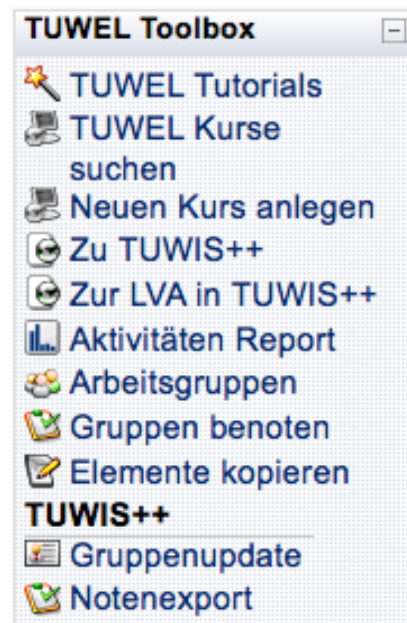 TUWEL Toolbox
TUWEL Tutorials
TUWEL Kurse
suchen
Neuen Kurs anlegen
Zu TUWIS++
Zur LVA in TUWIS++
Aktivitäten Report
Arbeitsgruppen
Gruppen benoten
Elemente kopieren
TUWIS++
Gruppenupdate
Notenexport